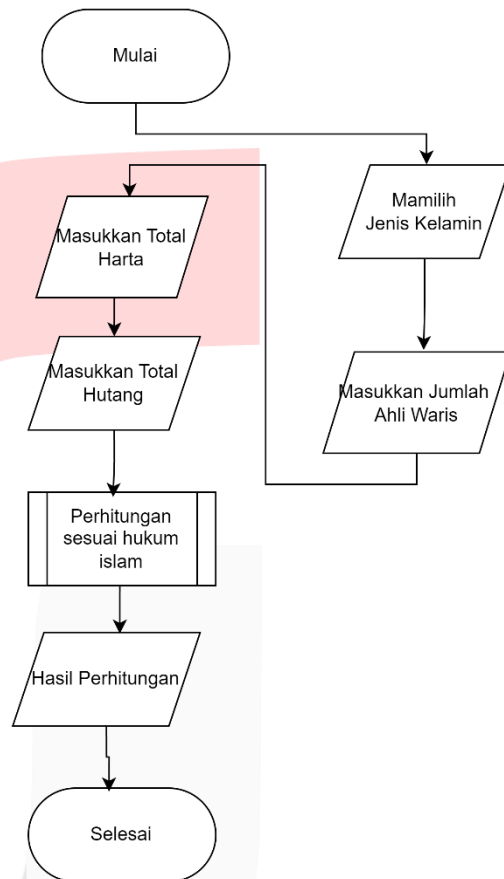 Mulai
Mamilih
Jenis Kelamin
Masukkan Jumlah
Ahli Waris
Masukkan Total
Harta
Masukkan Total
Hutang
Perhitungan
sesuai hukum
islam
Hasil Perhitungan
Selesai